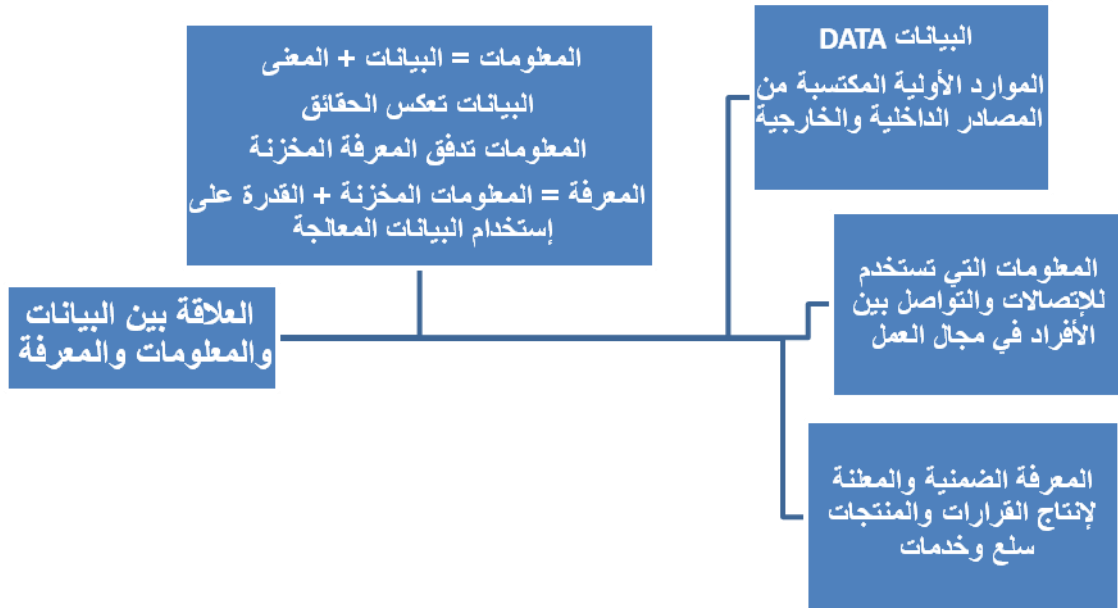 البيانات DATA
الموارد الأولية المكتسبة من
المصادر الداخلية والخارجية
المعلومات = البيانات + المعنى
البيانات تعكس الحقائق
المعلومات تدفق المعرفة المخزنة
المعرفة = المعلومات المخزنة + القدرة على
إستخدام البيانات المعالجة
المعلومات التي تستخدم
للإتصالات والتواصل بين
الأفراد في مجال العمل
العلاقة بين البيانات
والمعلومات والمعرفة
المعرفة الضمنية والمعلنة
لإنتاج القرارات والمنتجات
سلع وخدمات